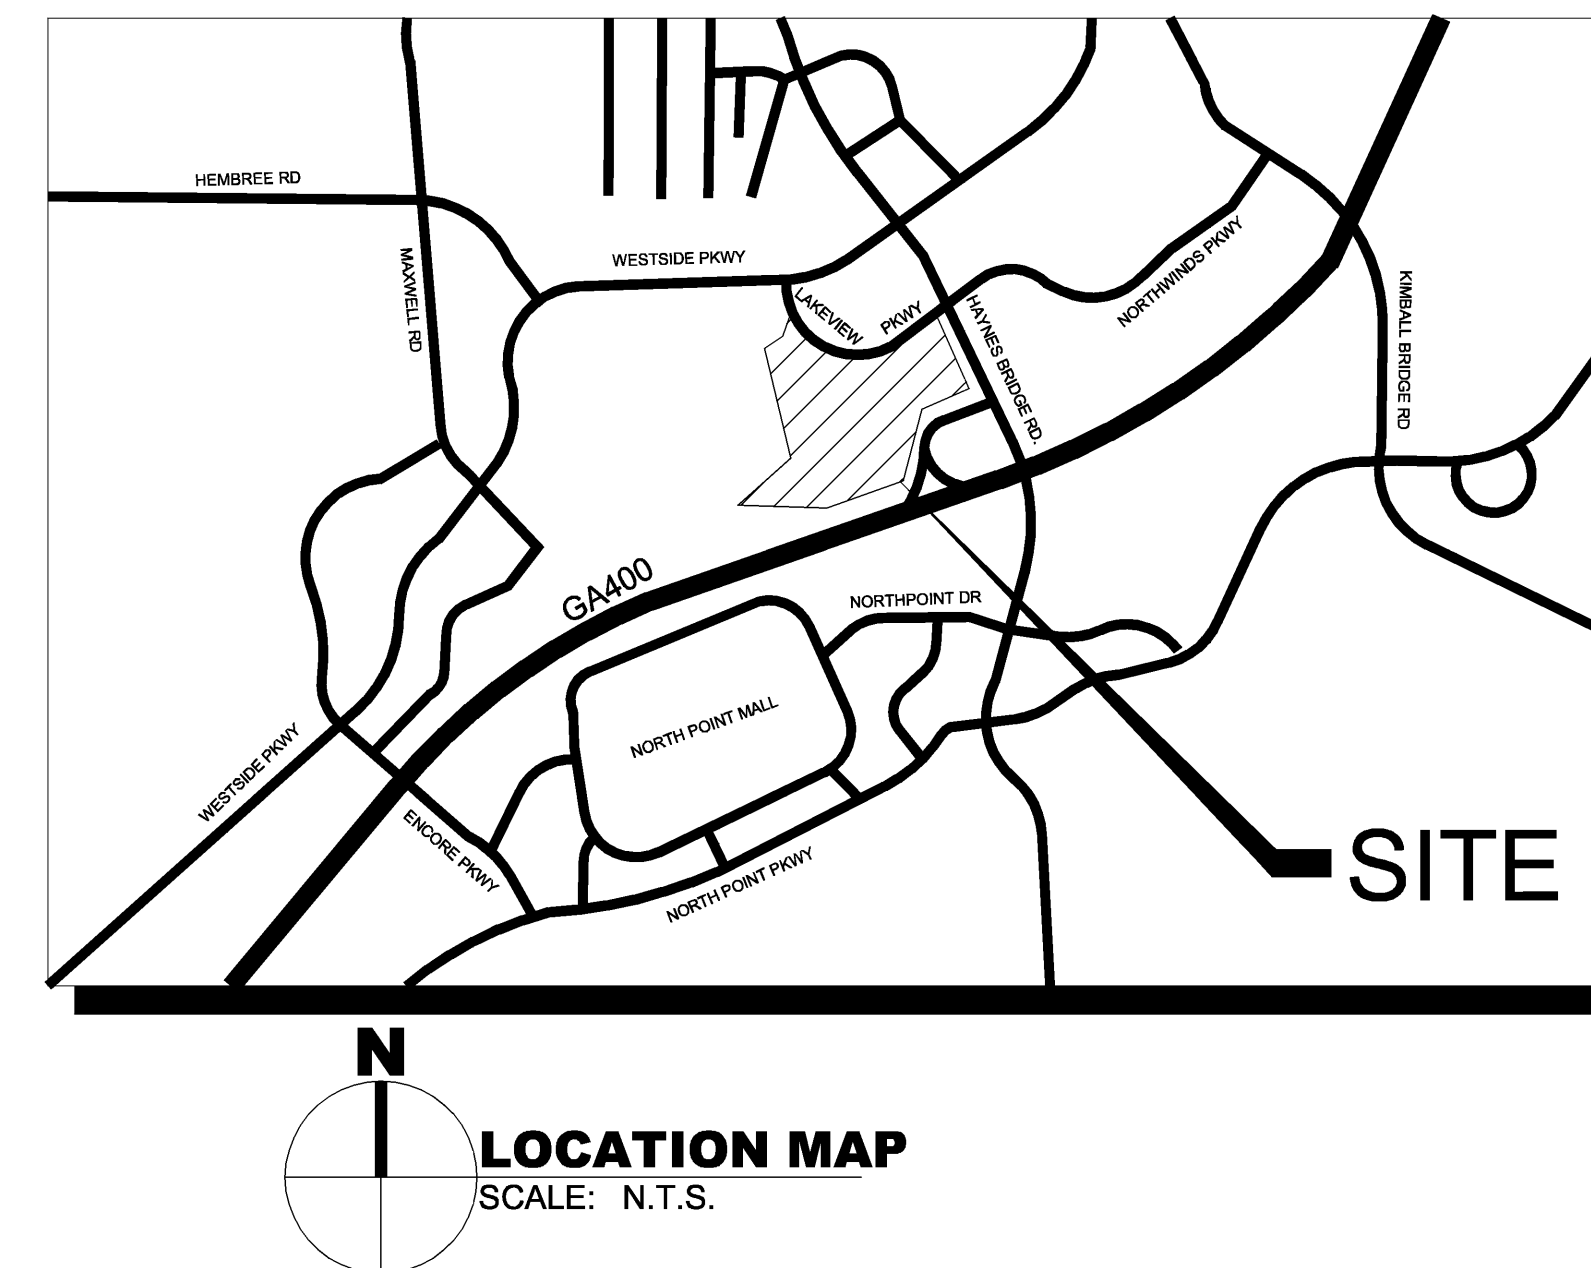 HEMBREE RD
MAXWELL RD
WESTSIDE PKWY
LAKEVIEW PKWY
HAYNES BRIDGE RD.
NORTHWINDS PKWY
KIMBALL BRIDGE RD
GA400
NORTHPOINT DR
NORTH POINT MALL
WESTSIDE PKWY
ENCORE PKWY
NORTH POINT PKWY
SITE
N
LOCATION MAP
SCALE: N.T.S.